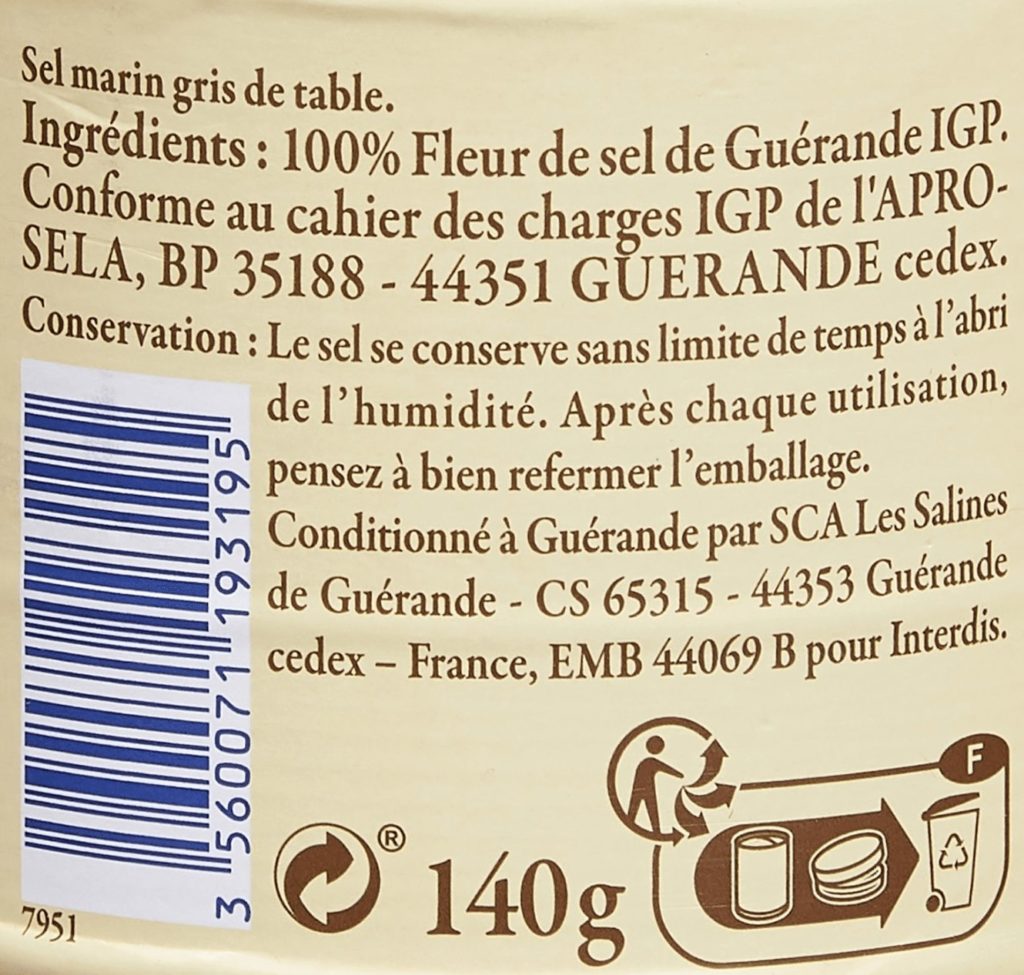 Sel marin gris de table.
Ingrédients : 100% Fleur de sel de Guérande IGP.
Conforme au cahier des charges IGP de l'APRO-
SELA, BP 35188 - 44351 GUERANDE cedex.
Conservation : Le sel se conserve sans limite de temps à l’abri
de l’humidité. Après chaque utilisation,
pensez à bien refermer l’emballage.
Conditionné à Guérande par SCA Les Salines
de Guérande - CS 65315 - 44353 Guérande
cedex – France, EMB 44069 B pour Interdis.
3 560071 193195
7951
®
140g
F